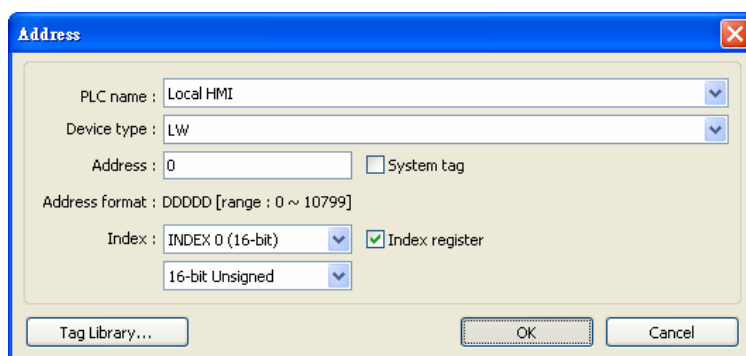 Address
PLC name : Local HMI
Device type : LW
Address : 0 System tag
Address format : DDDDD [range : 0 ~ 10799]
Index : INDEX 0 (16-bit) Index register
16-bit Unsigned
Tag Library... OK Cancel